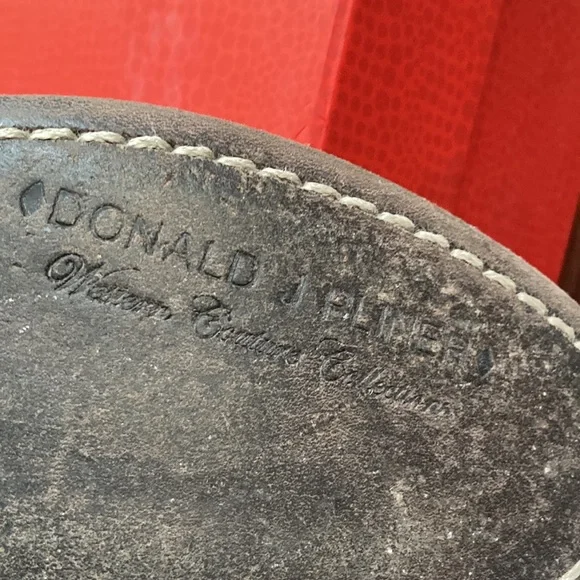 DONALD J PLINER
Western Couture Collection